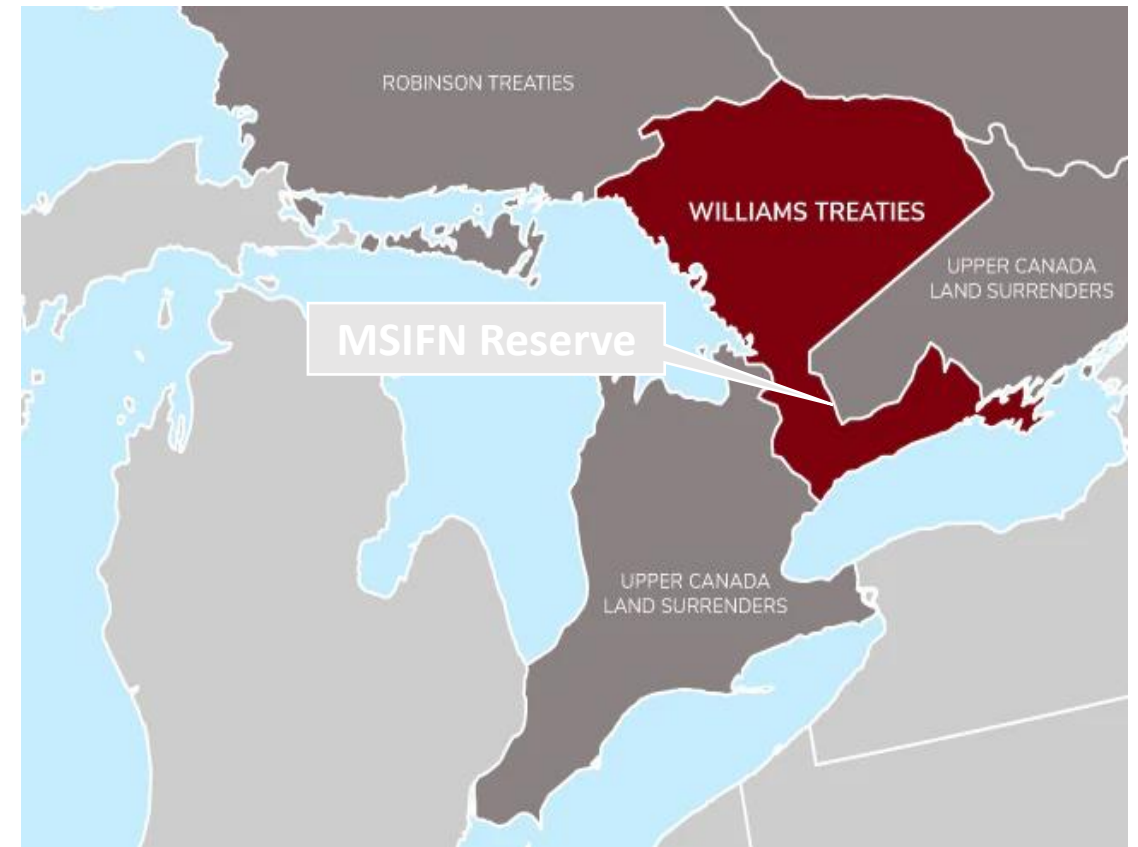 ROBINSON TREATIES
WILLIAMS TREATIES
UPPER CANADA
LAND SURRENDERS
MSIFN Reserve
UPPER CANADA
LAND SURRENDERS